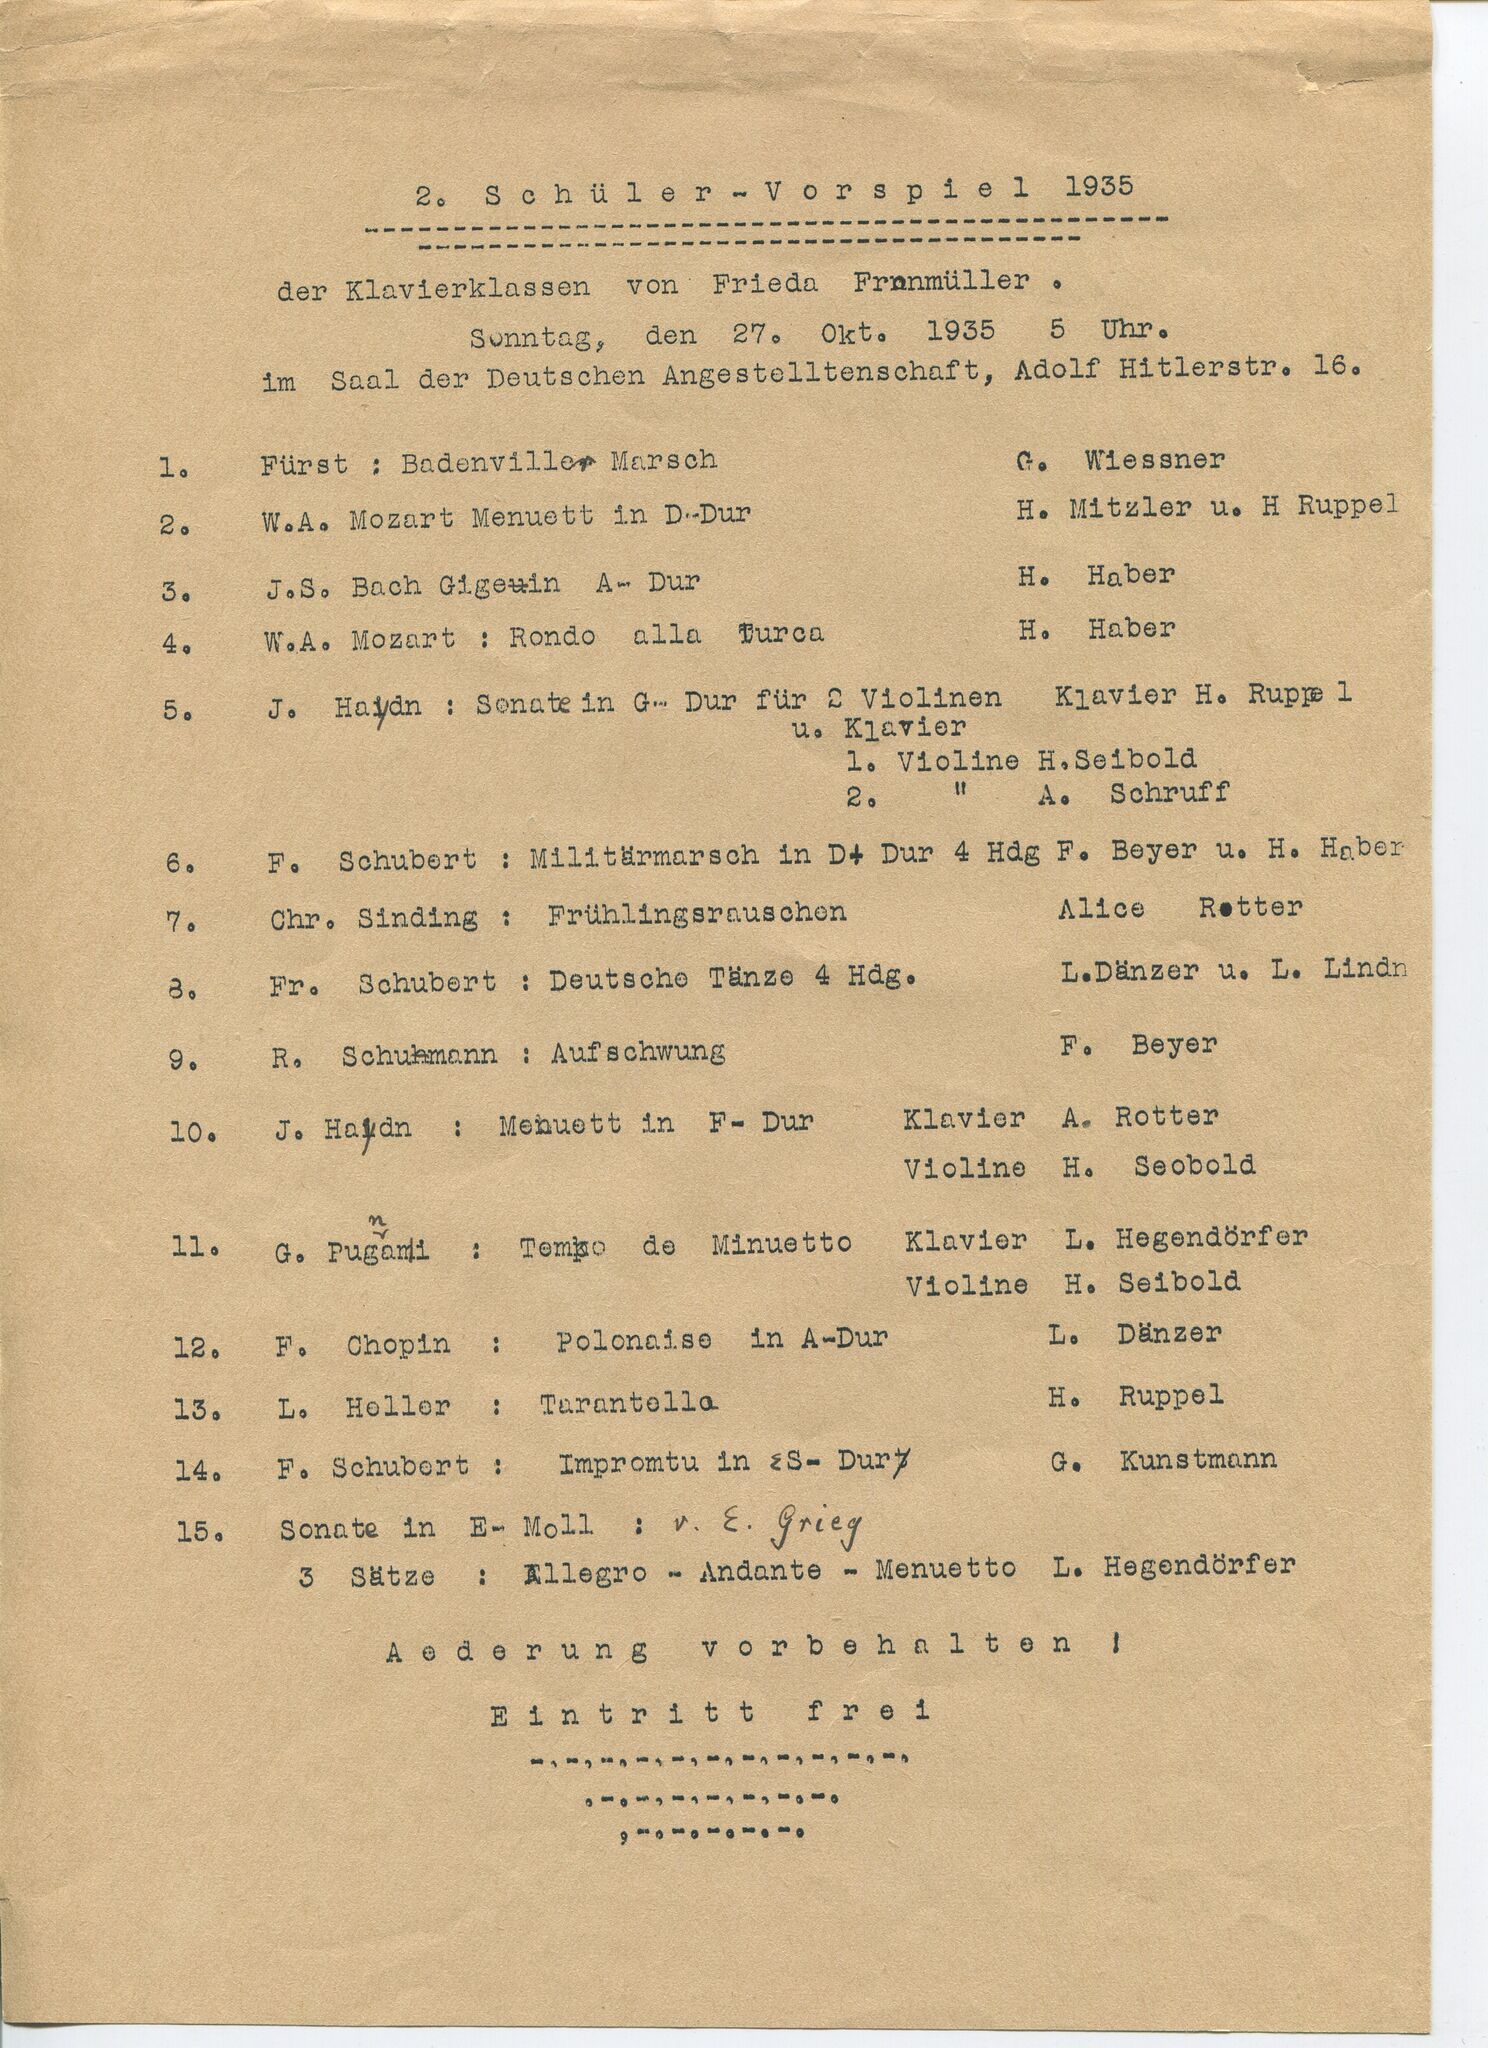 2. Schüler-Vorspiel 1935
der Klavierklassen von Frieda Fronmüller.
Sonntag, den 27. Okt. 1935 5 Uhr.
im Saal der Deutschen Angestelltenschaft, Adolf Hitlerstr. 16.
1. Fürst : Badenviller Marsch G. Wiessner
2. W.A. Mozart Menuett in D-Dur H. Mitzler u. H Ruppel
3. J.S. Bach Gige in A- Dur H. Haber
4. W.A. Mozart : Rondo alla Turca H. Haber
5. J. Haydn : Sonate in G- Dur für 2 Violinen Klavier H. Ruppel
u. Klavier
1. Violine H.Seibold
2. " A. Schruff
6. F. Schubert : Militärmarsch in D- Dur 4 Hdg F. Beyer u. H. Haber
7. Chr. Sinding : Frühlingsrauschen Alice Rotter
8. Fr. Schubert : Deutsche Tänze 4 Hdg. L.Dänzer u. L. Lindn
9. R. Schumann : Aufschwung F. Beyer
10. J. Haydn : Menuett in F- Dur Klavier A. Rotter
Violine H. Seobold
11. G. Pugnani : Tempo de Minuetto Klavier L. Hegendörfer
Violine H. Seibold
12. F. Chopin : Polonaise in A-Dur L. Dänzer
13. L. Heller : Tarantella H. Ruppel
14. F. Schubert : Impromtu in ES- Dur G. Kunstmann
15. Sonate in E- Moll : v. E. Grieg
3 Sätze : Allegro - Andante - Menuetto L. Hegendörfer
Aederung vorbehalten !
Eintritt frei